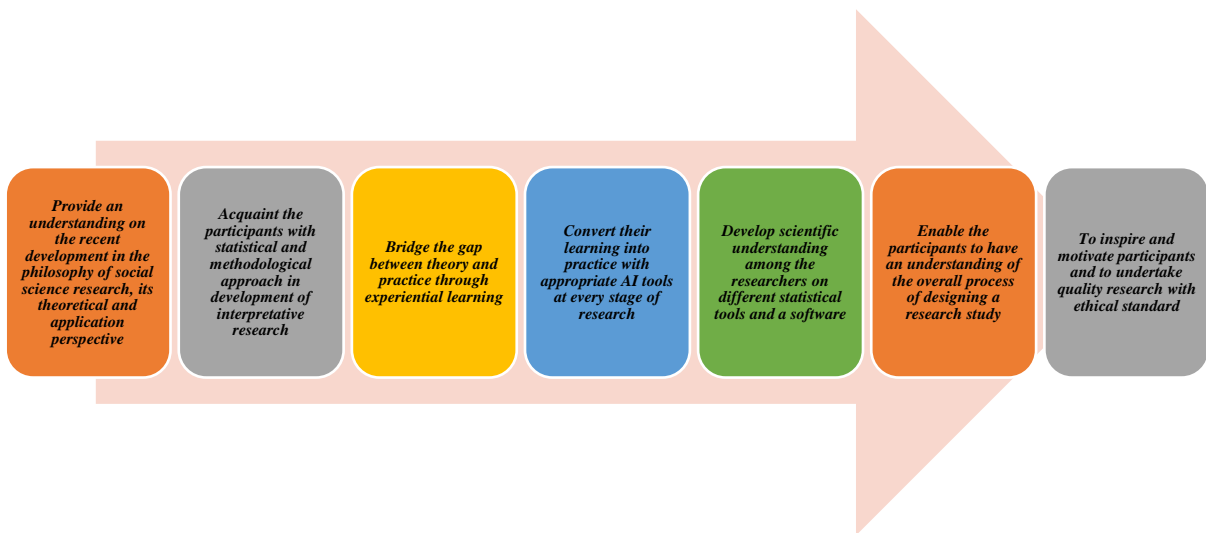 Provide an
understanding on
the recent
development in the
philosophy of social
science research, its
theoretical and
application
perspective
Acquaint the
participants with
statistical and
methodological
approach in
development of
interpretative
research
Bridge the gap
between theory and
practice through
experiential learning
Convert their
learning into
practice with
appropriate AI tools
at every stage of
research
Develop scientific
understanding
among the
researchers on
different statistical
tools and a software
Enable the
participants to have
an understanding of
the overall process
of designing a
research study
To inspire and
motivate participants
and to undertake
quality research with
ethical standard